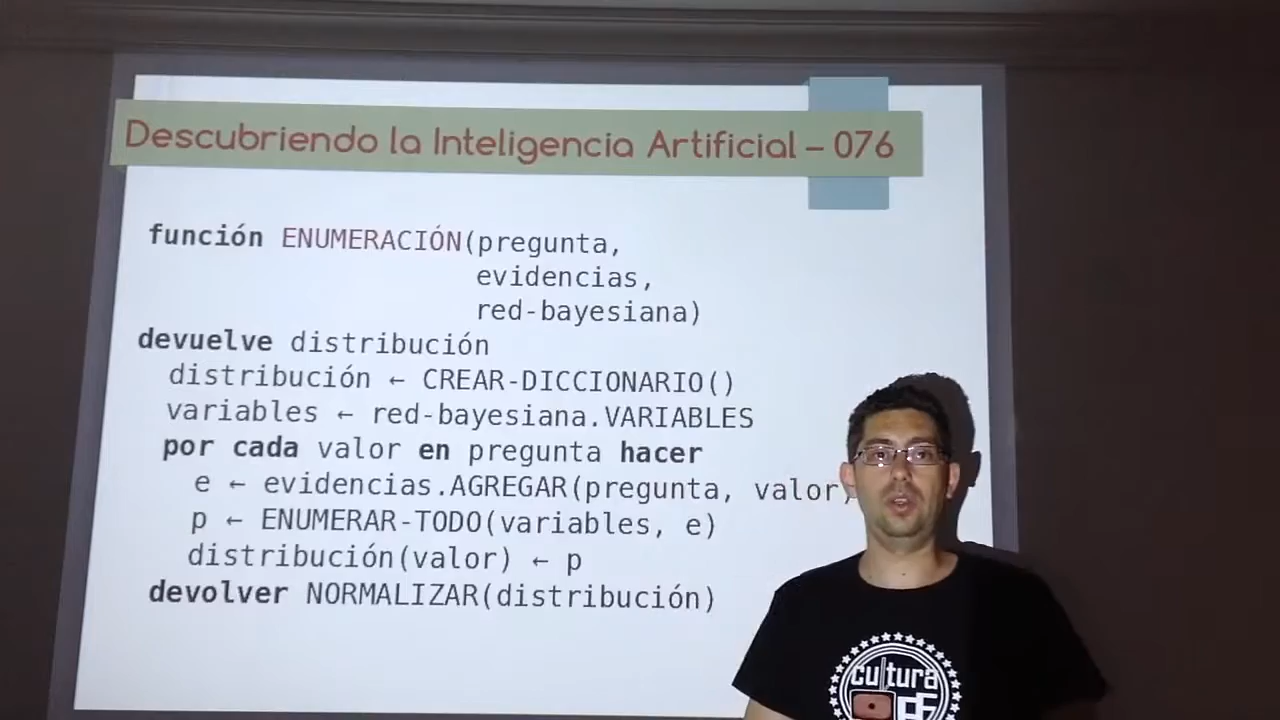 Descubriendo la Inteligencia Artificial – 076
función ENUMERACIÓN(pregunta,
evidencias,
red-bayesiana)
devuelve distribución
distribución ← CREAR-DICCIONARIO()
variables ← red-bayesiana.VARIABLES
por cada valor en pregunta hacer
e ← evidencias.AGREGAR(pregunta, valor)
p ← ENUMERAR-TODO(variables, e)
distribución(valor) ← p
devolver NORMALIZAR(distribución)
cultura